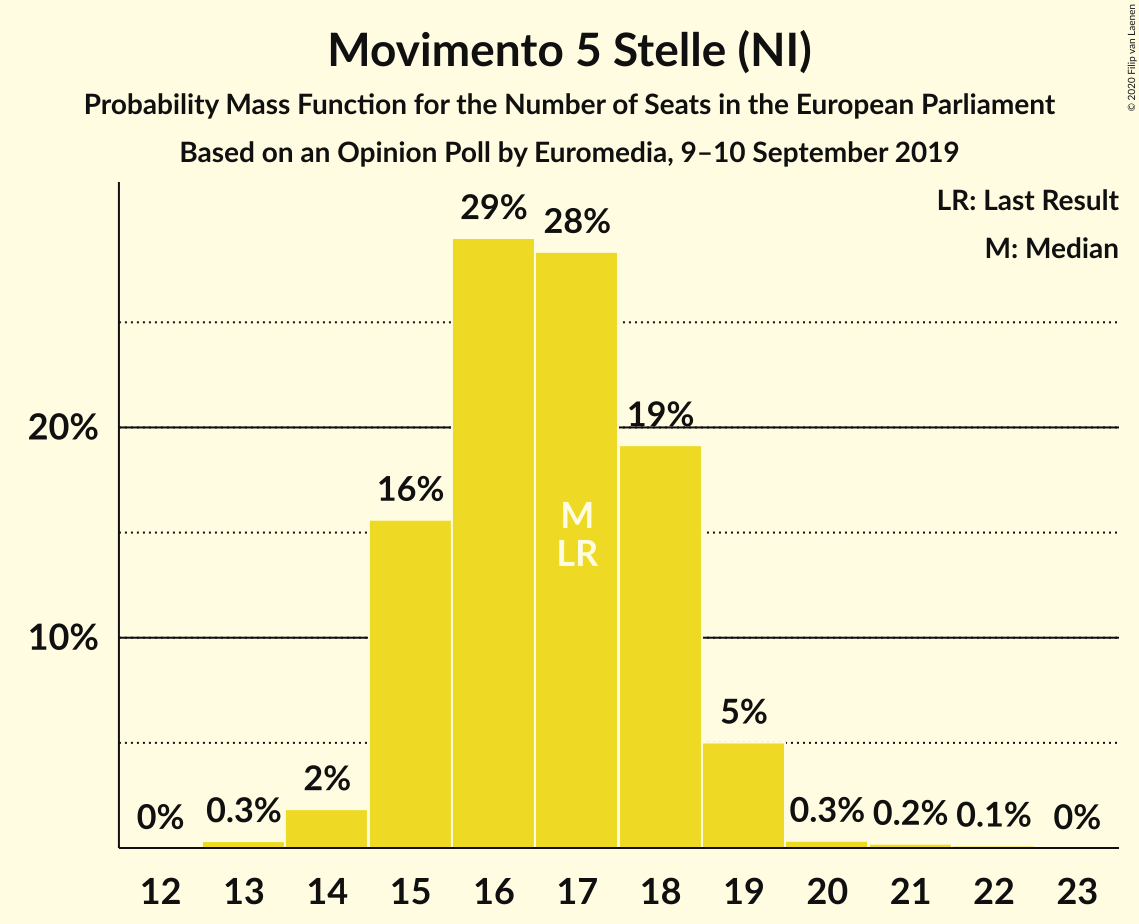 Movimento 5 Stelle (NI)
Probability Mass Function for the Number of Seats in the European Parliament
Based on an Opinion Poll by Euromedia, 9–10 September 2019
© 2020 Filip van Laenen
LR: Last Result
M: Median
20%
10%
0%
0.3%
2%
16%
29%
28%
19%
5%
0.3%
0.2%
0.1%
0%
M
LR
12 13 14 15 16 17 18 19 20 21 22 23